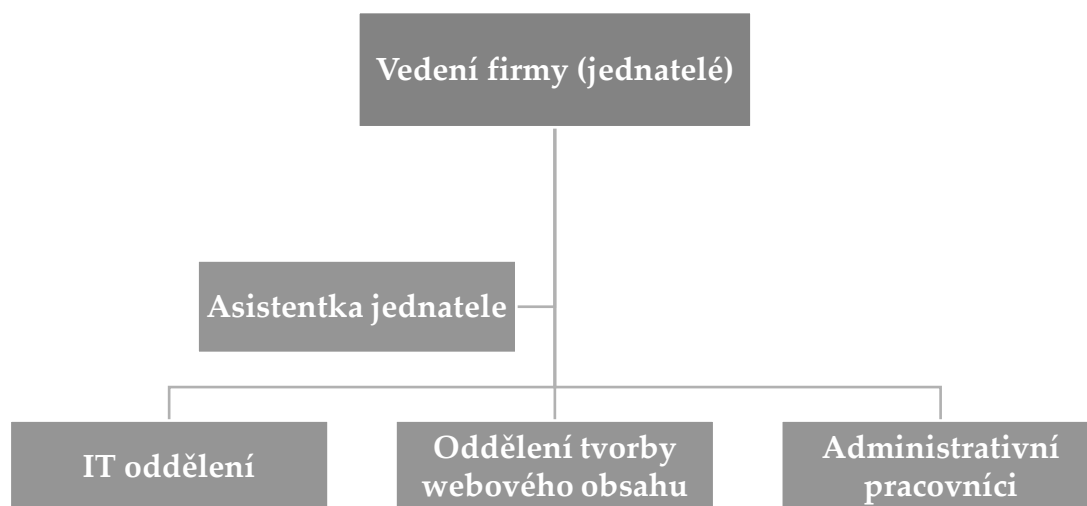 Vedení firmy (jednatelé)
Asistentka jednatele
IT oddělení
Oddělení tvorby
webového obsahu
Administrativní
pracovníci